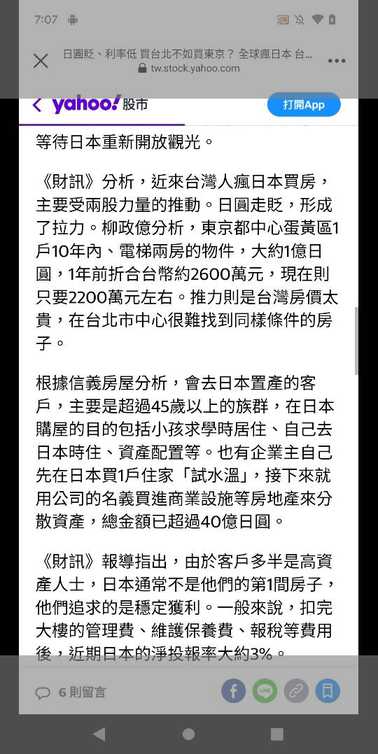 7:07
日圓貶、利率低 買台北不如買東京？ 全球瘋日本 台...
tw.stock.yahoo.com
yahoo!股市
打開App
等待日本重新開放觀光。
《財訊》分析，近來台灣人瘋日本買房，
主要受兩股力量的推動。日圓走貶，形成
了拉力。柳政億分析，東京都中心蛋黃區1
戶10年內、電梯兩房的物件，大約1億日
圓，1年前折合台幣約2600萬元，現在則
只要2200萬元左右。推力則是台灣房價太
貴，在台北市中心很難找到同樣條件的房
子。
根據信義房屋分析，會去日本置產的客
戶，主要是超過45歲以上的族群，在日本
購屋的目的包括小孩求學時居住、自己去
日本時住、資產配置等。也有企業主自己
先在日本買1戶住家「試水溫」，接下來就
用公司的名義買進商業設施等房地產來分
散資產，總金額已超過40億日圓。
《財訊》報導指出，由於客戶多半是高資
產人士，日本通常不是他們的第1間房子，
他們追求的是穩定獲利。一般來說，扣完
大樓的管理費、維護保養費、報稅等費用
後，近期日本的淨投報率大約3%。
6 則留言